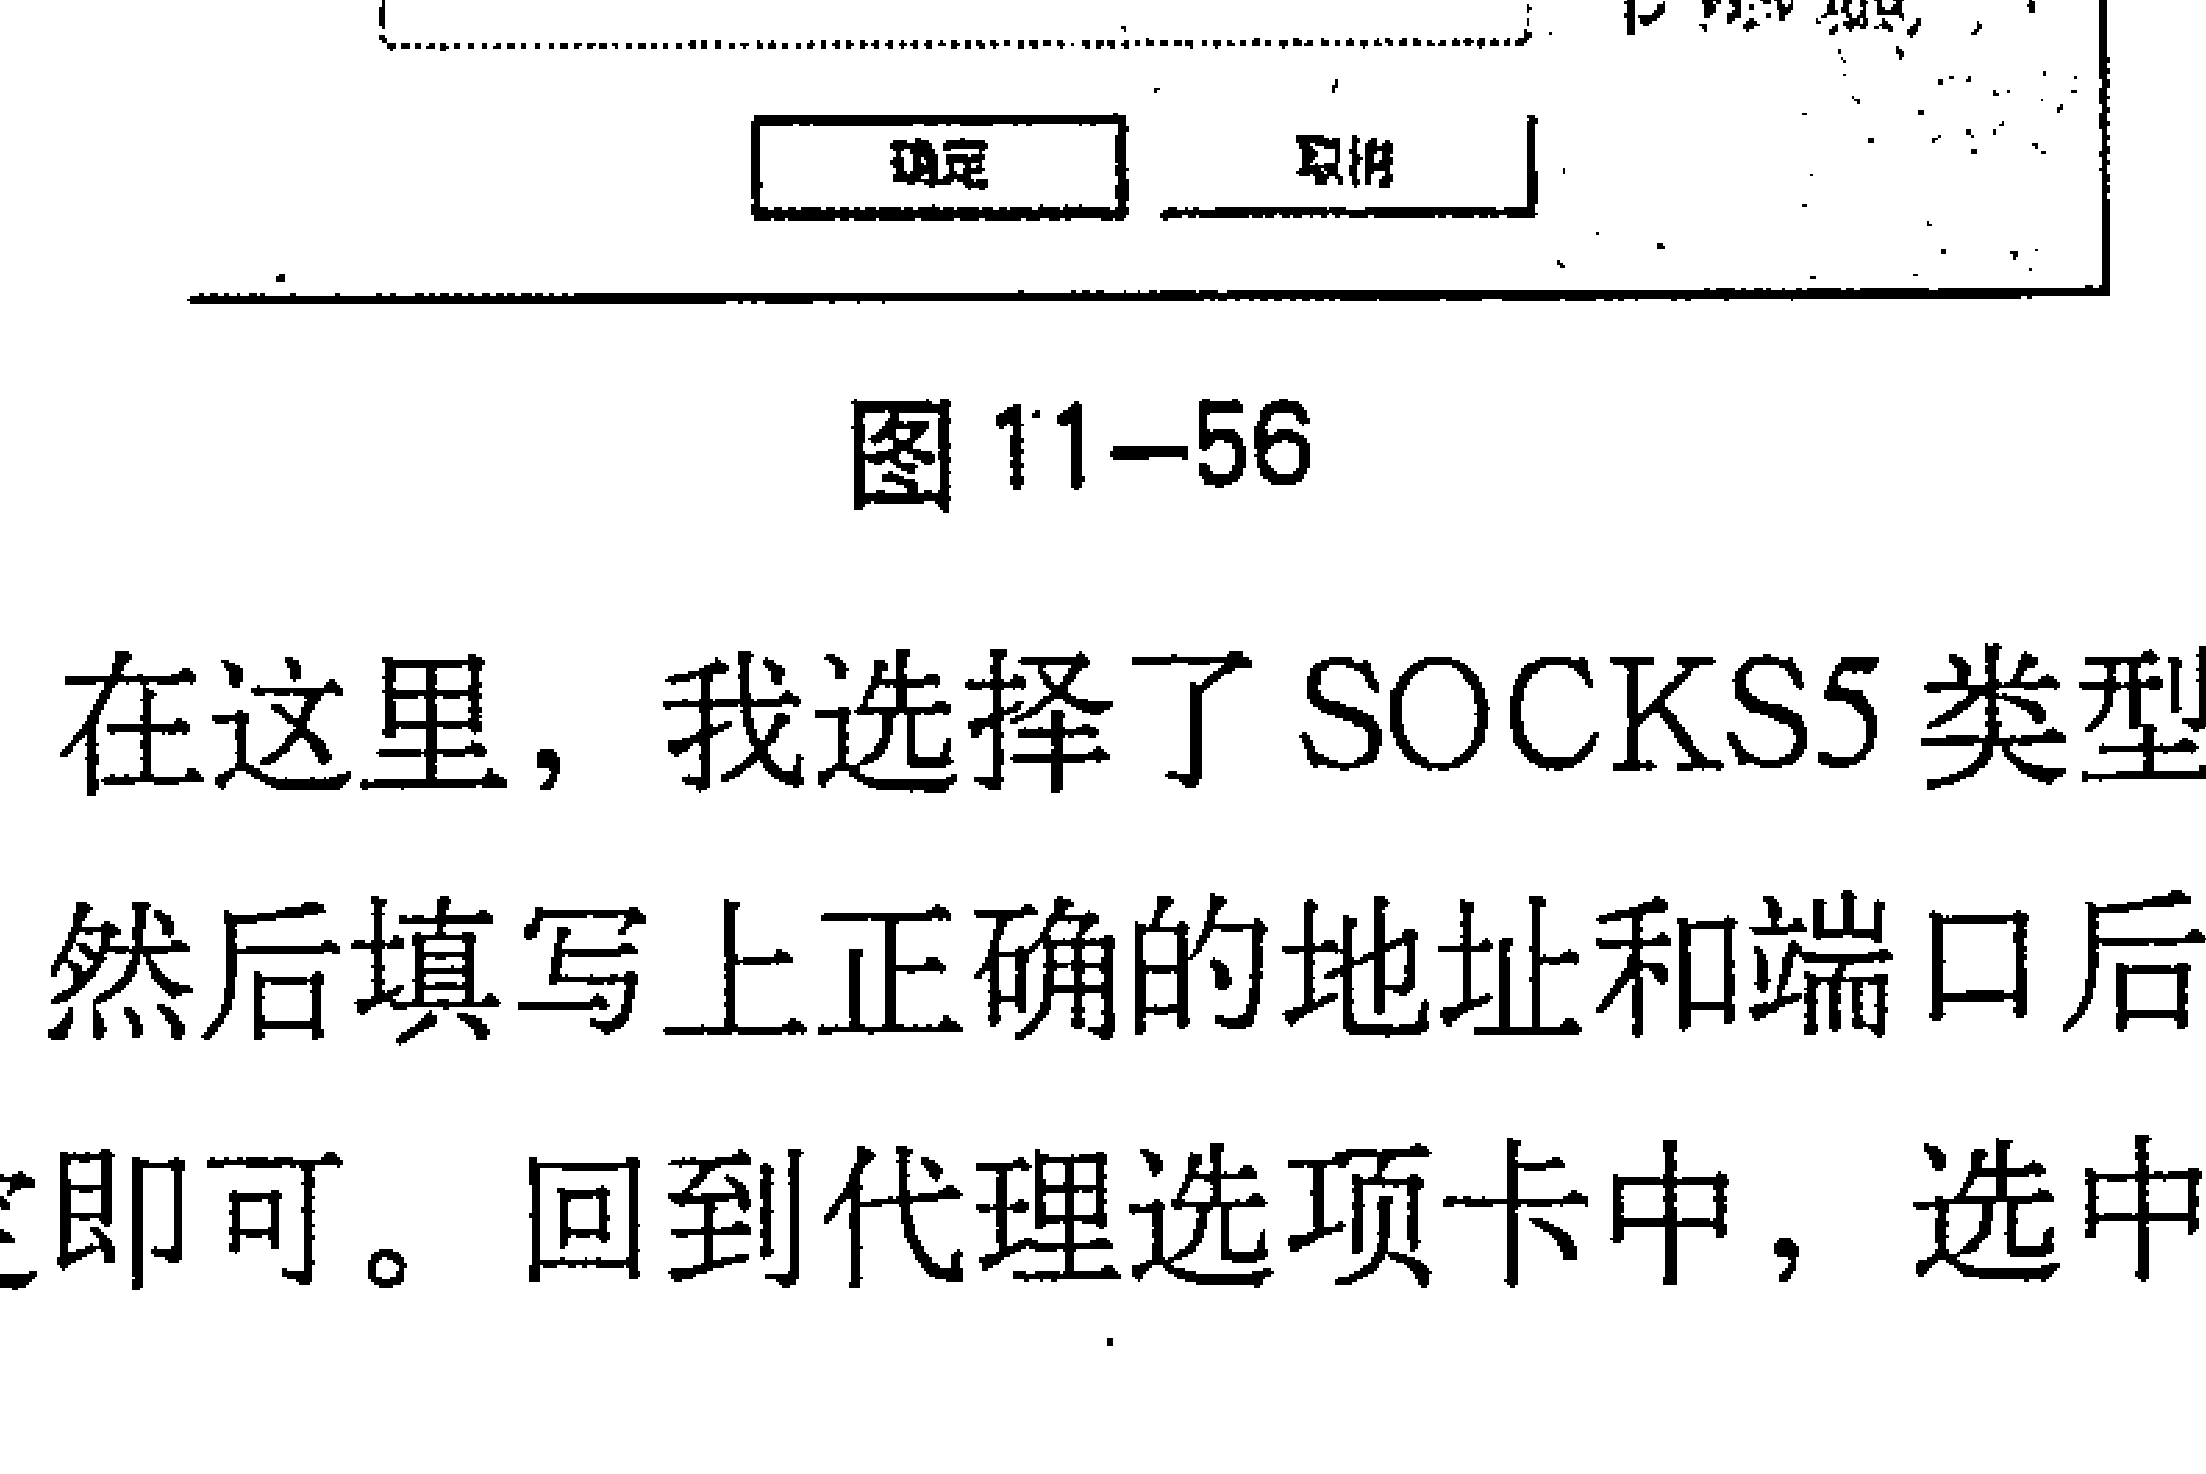 确定 取消
图 11-56
在这里，我选择了 SOCKS5 类型
然后填写上正确的地址和端口后
定即可。回到代理选项卡中，选中